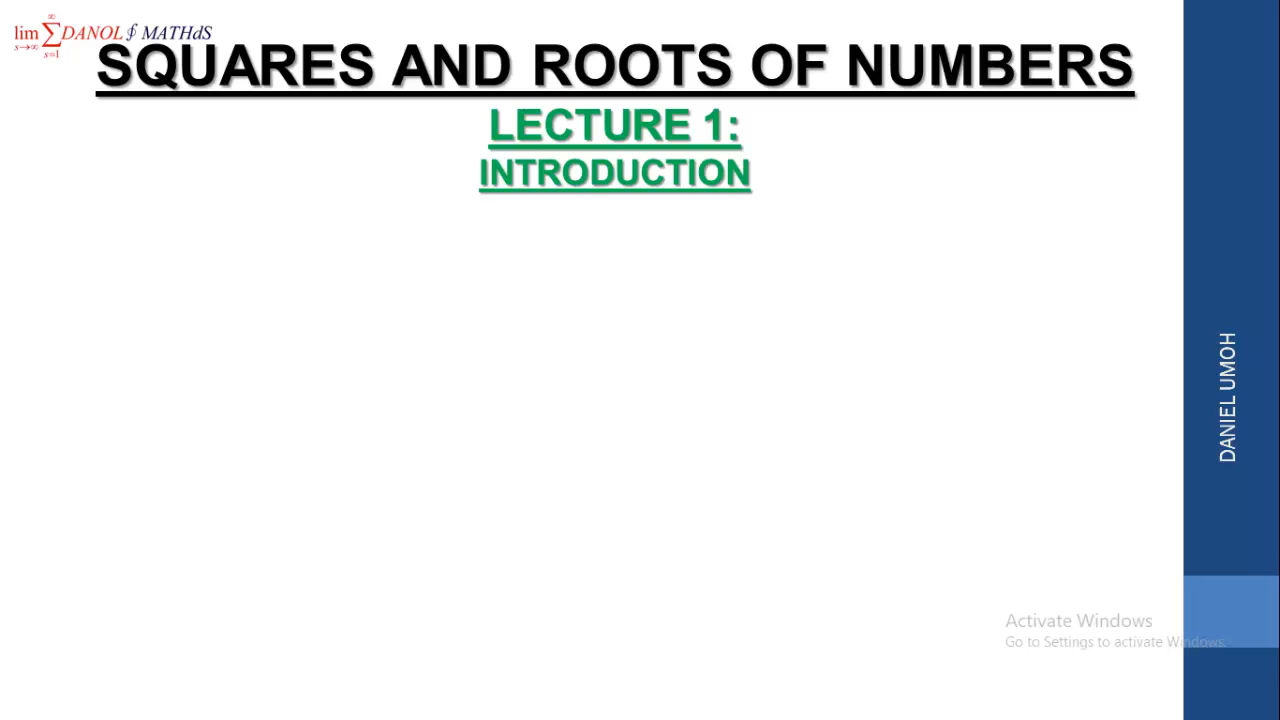 lim ∑ DANOL ∮ MATHdS
s→∞ s=1 ∞
SQUARES AND ROOTS OF NUMBERS
LECTURE 1:
INTRODUCTION
DANIEL UMOH
Activate Windows
Go to Settings to activate Windows.